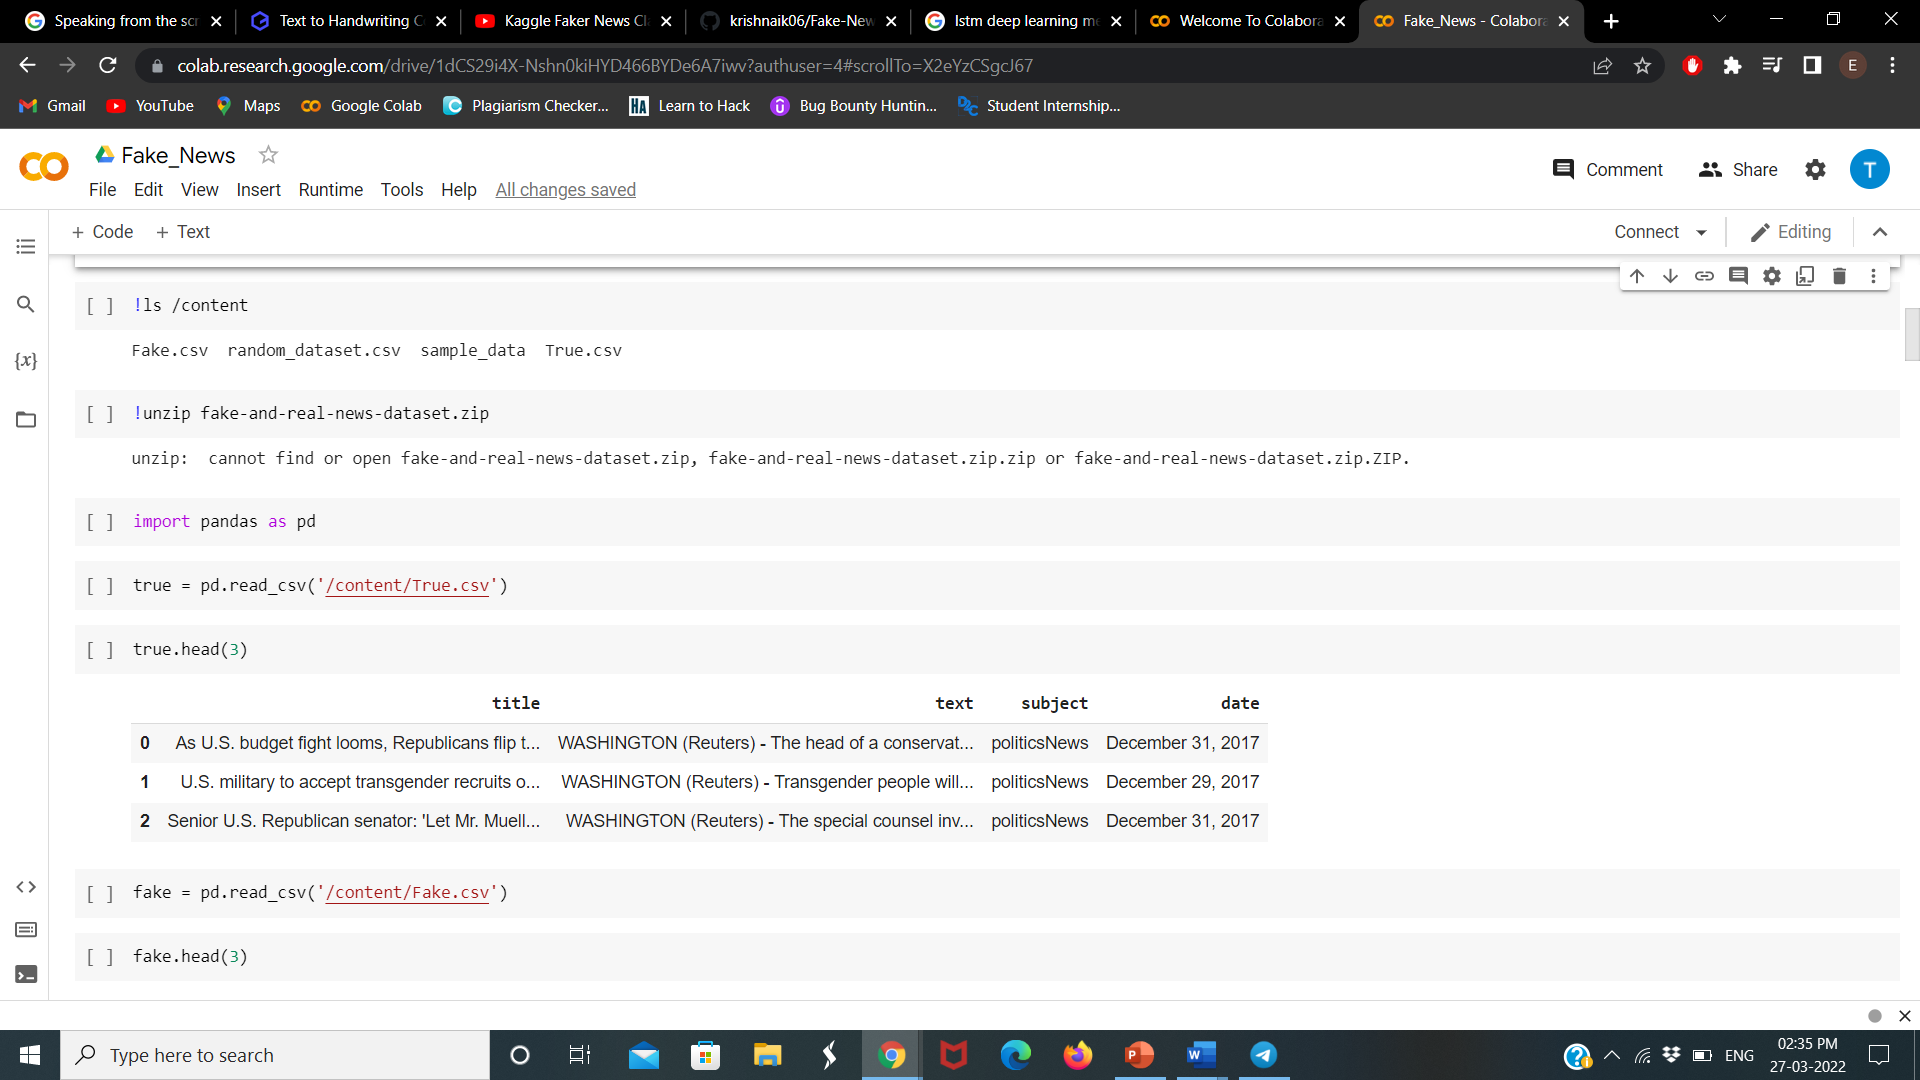 Speaking from the scr
Text to Handwriting C
Kaggle Faker News Cl
krishnaik06/Fake-New
lstm deep learning me
Welcome To Colabora
Fake_News - Colabora
colab.research.google.com/drive/1dCS29i4X-Nshn0kiHYD466BYDe6A7iwv?authuser=4#scrollTo=X2eYzCSgcJ67
E
Gmail YouTube Maps Google Colab Plagiarism Checker... HA Learn to Hack Bug Bounty Huntin... Student Internship...
Fake_News
Comment Share T
File Edit View Insert Runtime Tools Help All changes saved
+ Code + Text Connect Editing
[ ] !ls /content
Fake.csv random_dataset.csv sample_data True.csv
{x}
[ ] !unzip fake-and-real-news-dataset.zip
unzip: cannot find or open fake-and-real-news-dataset.zip, fake-and-real-news-dataset.zip.zip or fake-and-real-news-dataset.zip.ZIP.
[ ] import pandas as pd
[ ] true = pd.read_csv('/content/True.csv')
[ ] true.head(3)
title text subject date
0 As U.S. budget fight looms, Republicans flip t... WASHINGTON (Reuters) - The head of a conservat... politicsNews December 31, 2017
1 U.S. military to accept transgender recruits o... WASHINGTON (Reuters) - Transgender people will... politicsNews December 29, 2017
2 Senior U.S. Republican senator: 'Let Mr. Muell... WASHINGTON (Reuters) - The special counsel inv... politicsNews December 31, 2017
[ ] fake = pd.read_csv('/content/Fake.csv')
[ ] fake.head(3)
Type here to search
ENG
02:35 PM
27-03-2022